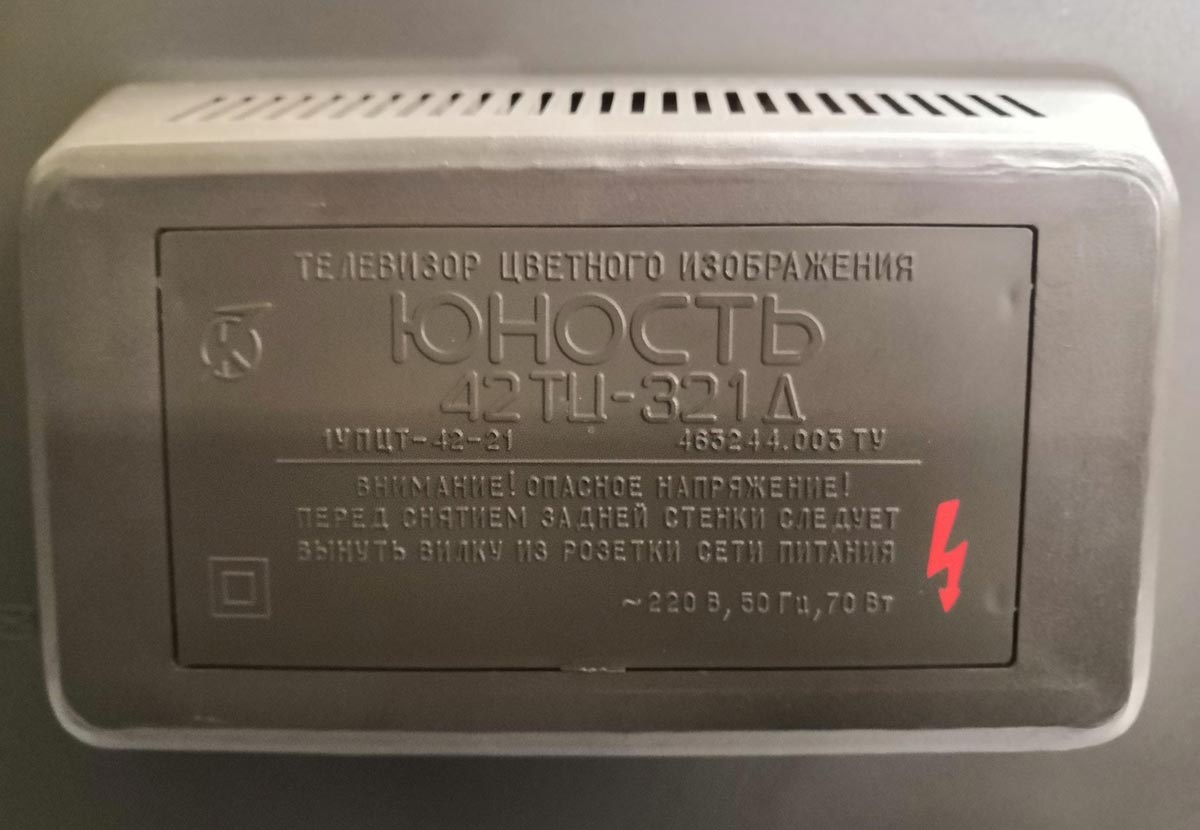 ТЕЛЕВИЗОР ЦВЕТНОГО ИЗОБРАЖЕНИЯ
ЮНОСТЬ
42ТЦ-321Д
1УПЦТ-42-21 463244.003 ТУ
ВНИМАНИЕ! ОПАСНОЕ НАПРЯЖЕНИЕ!
ПЕРЕД СНЯТИЕМ ЗАДНЕЙ СТЕНКИ СЛЕДУЕТ
ВЫНУТЬ ВИЛКУ ИЗ РОЗЕТКИ СЕТИ ПИТАНИЯ
~220 В, 50 Гц, 70 Вт